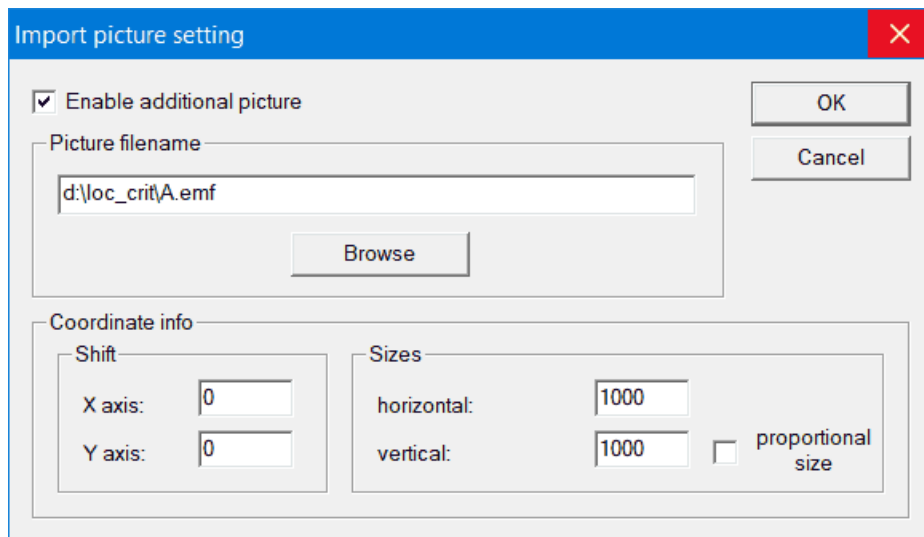 Import picture setting
Enable additional picture
OK
Picture filename
Cancel
d:\loc_crit\A.emf
Browse
Coordinate info
Shift
Sizes
X axis: 0
horizontal: 1000
Y axis: 0
vertical: 1000
proportional
size